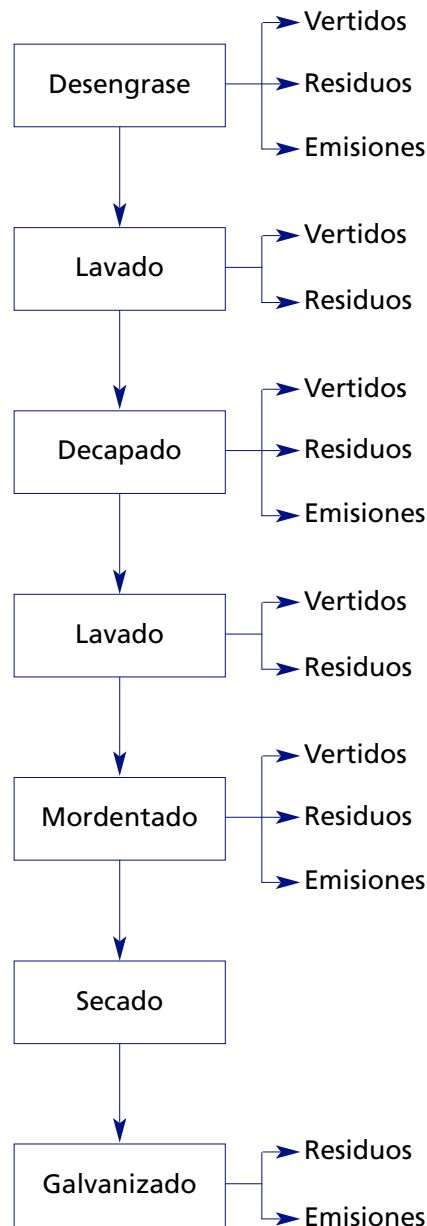 Vertidos
Desengrase
Residuos
Emisiones
Vertidos
Lavado
Residuos
Vertidos
Decapado
Residuos
Emisiones
Vertidos
Lavado
Residuos
Vertidos
Mordentado
Residuos
Emisiones
Secado
Residuos
Galvanizado
Emisiones